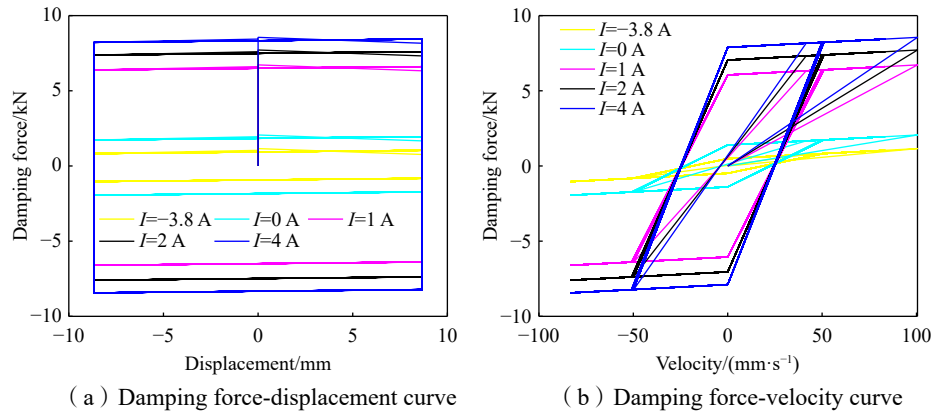 10
5
0
−5
−10
Damping force/kN
I=−3.8 A I=0 A I=1 A
I=2 A I=4 A
−10 −5 0 5 10
Displacement/mm
( a ) Damping force-displacement curve
10
5
0
−5
−10
Damping force/kN
I=−3.8 A
I=0 A
I=1 A
I=2 A
I=4 A
−100 −50 0 50 100
Velocity/(mm·s⁻¹)
( b ) Damping force-velocity curve